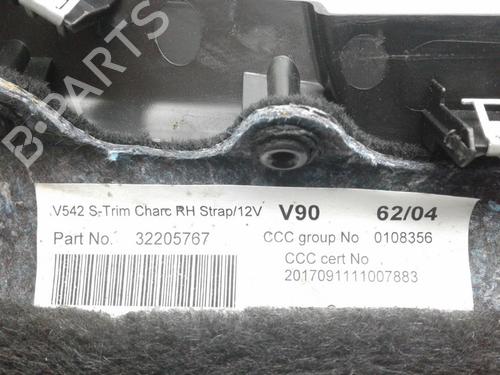 B-PARTS
V542 S-Trim Charc RH Strap/12V V90 62/04
Part No. 32205767 CCC group No 0108356
CCC cert No
2017091111007883